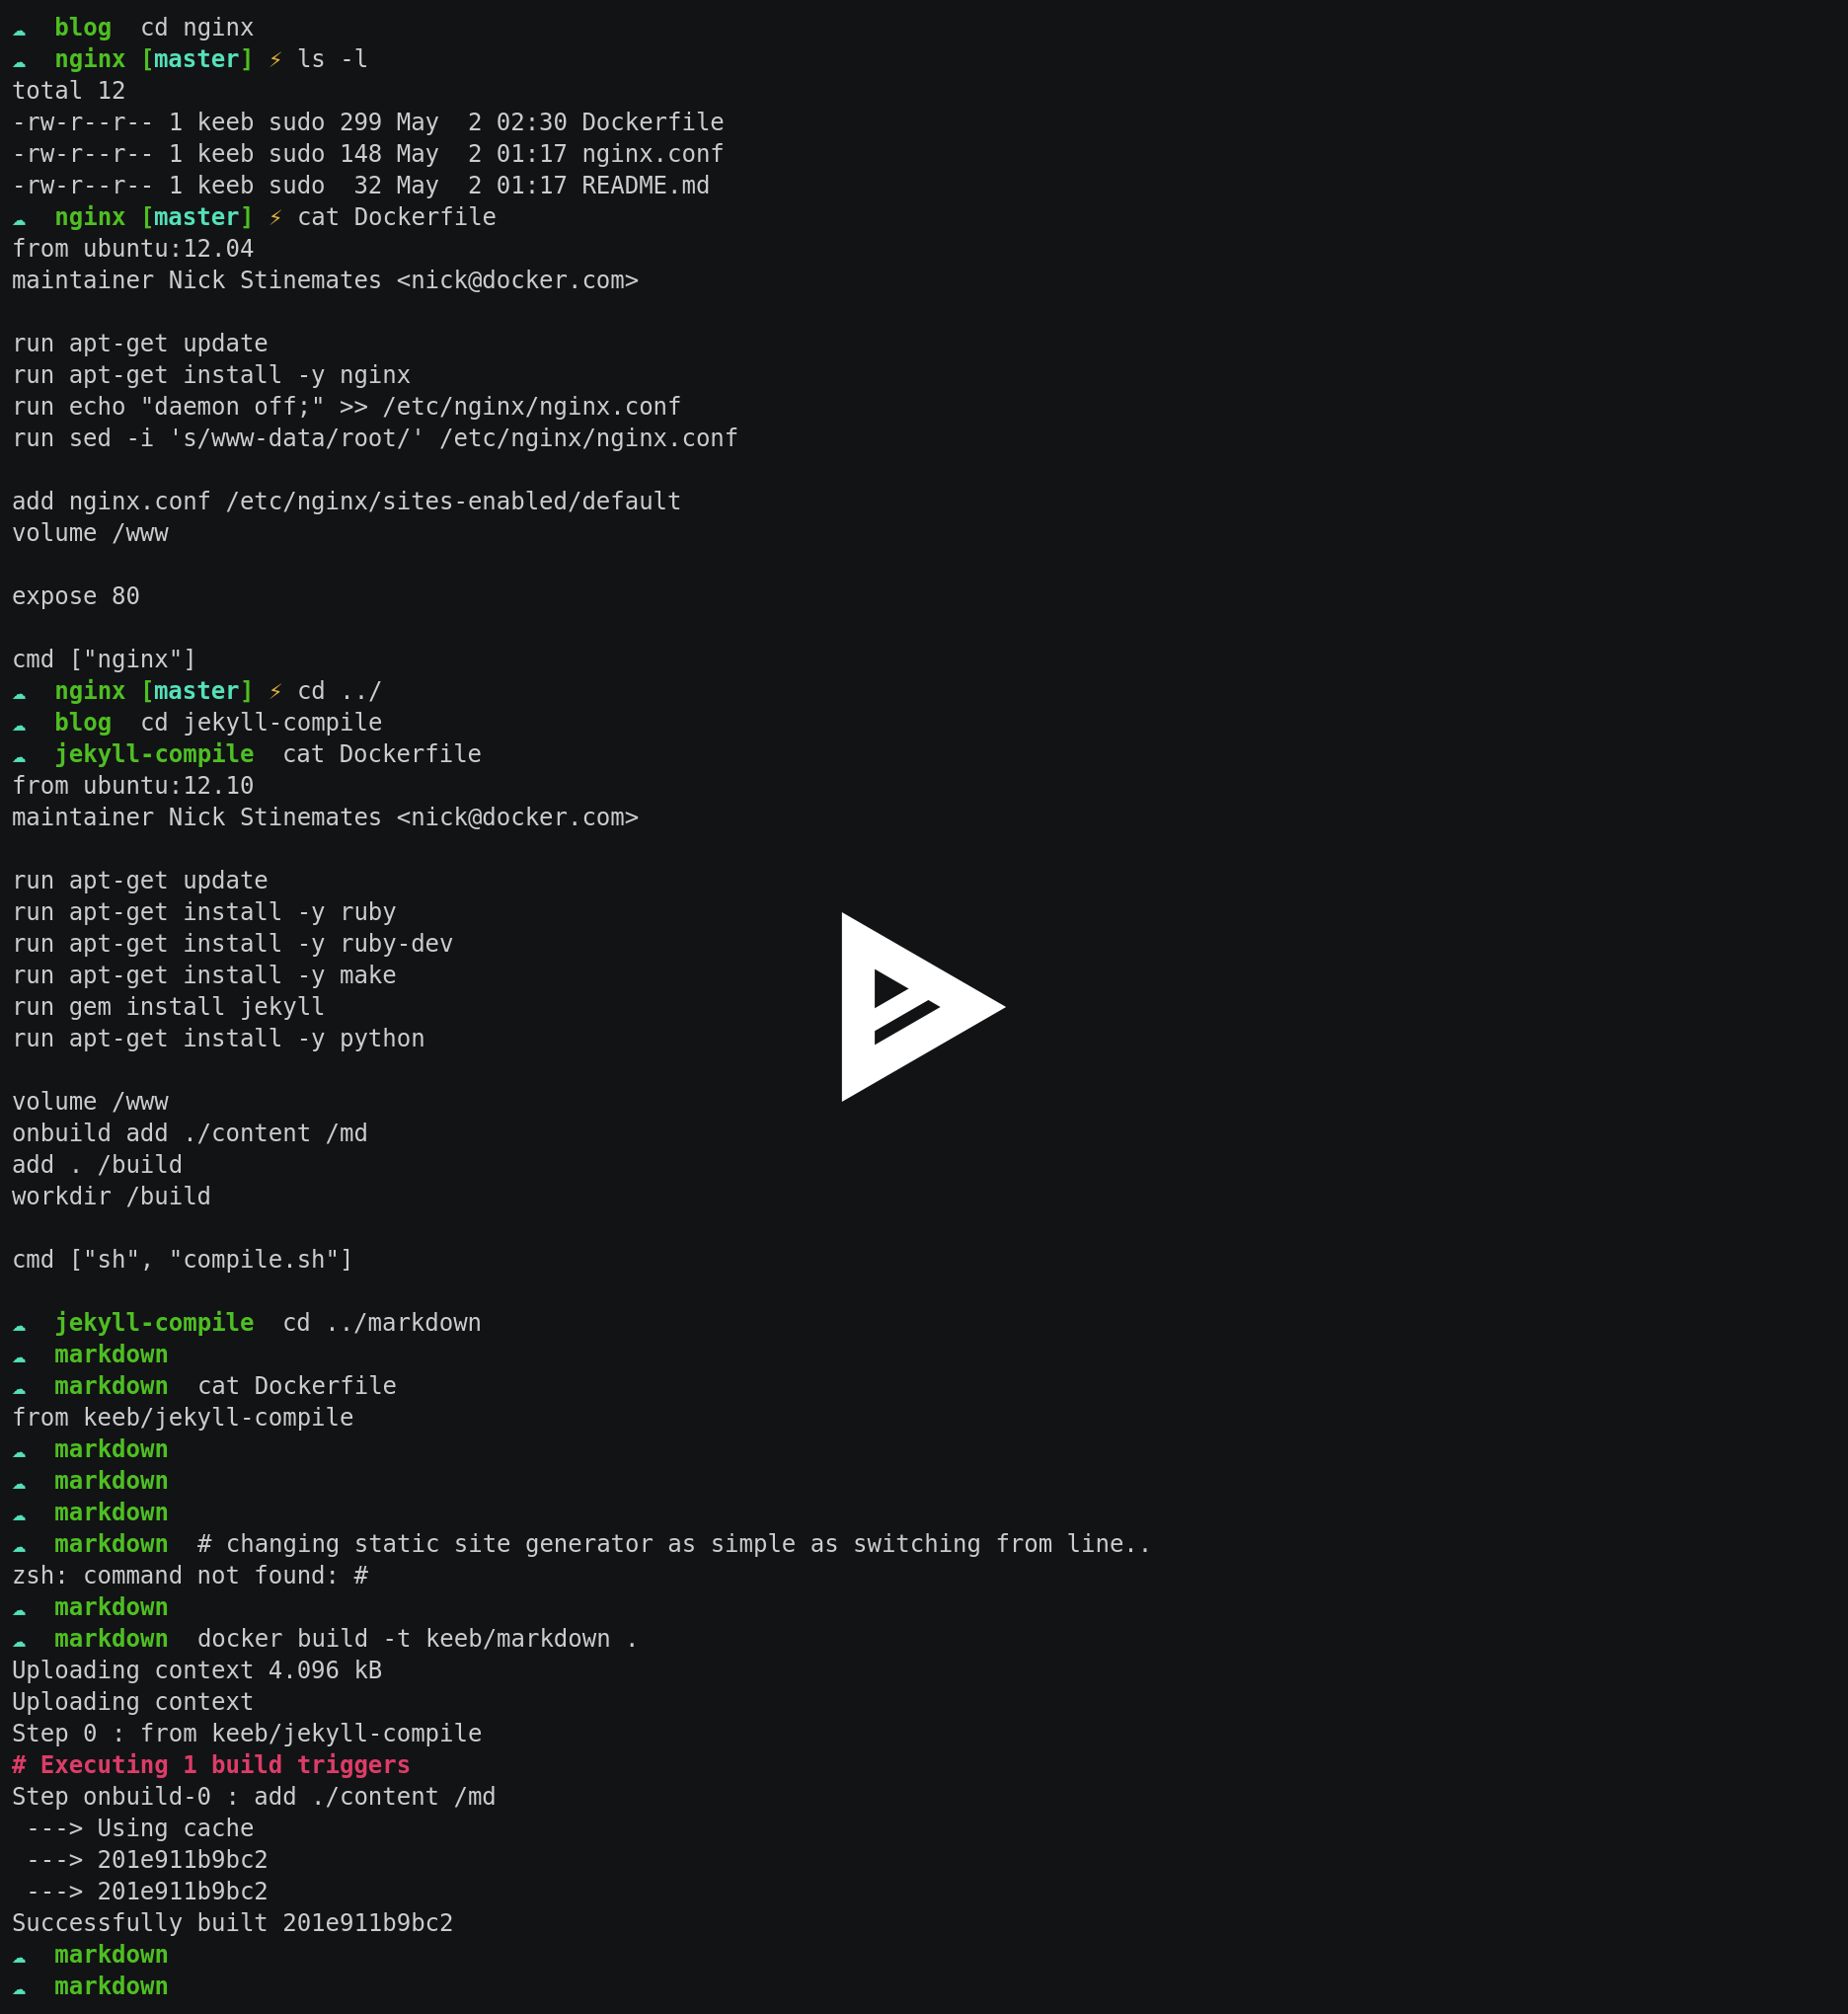 ☁  blog  cd nginx
☁  nginx [master] ⚡ ls -l
total 12
-rw-r--r-- 1 keeb sudo 299 May  2 02:30 Dockerfile
-rw-r--r-- 1 keeb sudo 148 May  2 01:17 nginx.conf
-rw-r--r-- 1 keeb sudo  32 May  2 01:17 README.md
☁  nginx [master] ⚡ cat Dockerfile
from ubuntu:12.04
maintainer Nick Stinemates <nick@docker.com>

run apt-get update
run apt-get install -y nginx
run echo "daemon off;" >> /etc/nginx/nginx.conf
run sed -i 's/www-data/root/' /etc/nginx/nginx.conf

add nginx.conf /etc/nginx/sites-enabled/default
volume /www

expose 80

cmd ["nginx"]
☁  nginx [master] ⚡ cd ../
☁  blog  cd jekyll-compile
☁  jekyll-compile  cat Dockerfile
from ubuntu:12.10
maintainer Nick Stinemates <nick@docker.com>

run apt-get update
run apt-get install -y ruby
run apt-get install -y ruby-dev
run apt-get install -y make
run gem install jekyll
run apt-get install -y python

volume /www
onbuild add ./content /md
add . /build
workdir /build

cmd ["sh", "compile.sh"]

☁  jekyll-compile  cd ../markdown
☁  markdown
☁  markdown  cat Dockerfile
from keeb/jekyll-compile
☁  markdown
☁  markdown
☁  markdown
☁  markdown  # changing static site generator as simple as switching from line..
zsh: command not found: #
☁  markdown
☁  markdown  docker build -t keeb/markdown .
Uploading context 4.096 kB
Uploading context
Step 0 : from keeb/jekyll-compile
# Executing 1 build triggers
Step onbuild-0 : add ./content /md
 ---> Using cache
 ---> 201e911b9bc2
 ---> 201e911b9bc2
Successfully built 201e911b9bc2
☁  markdown
☁  markdown